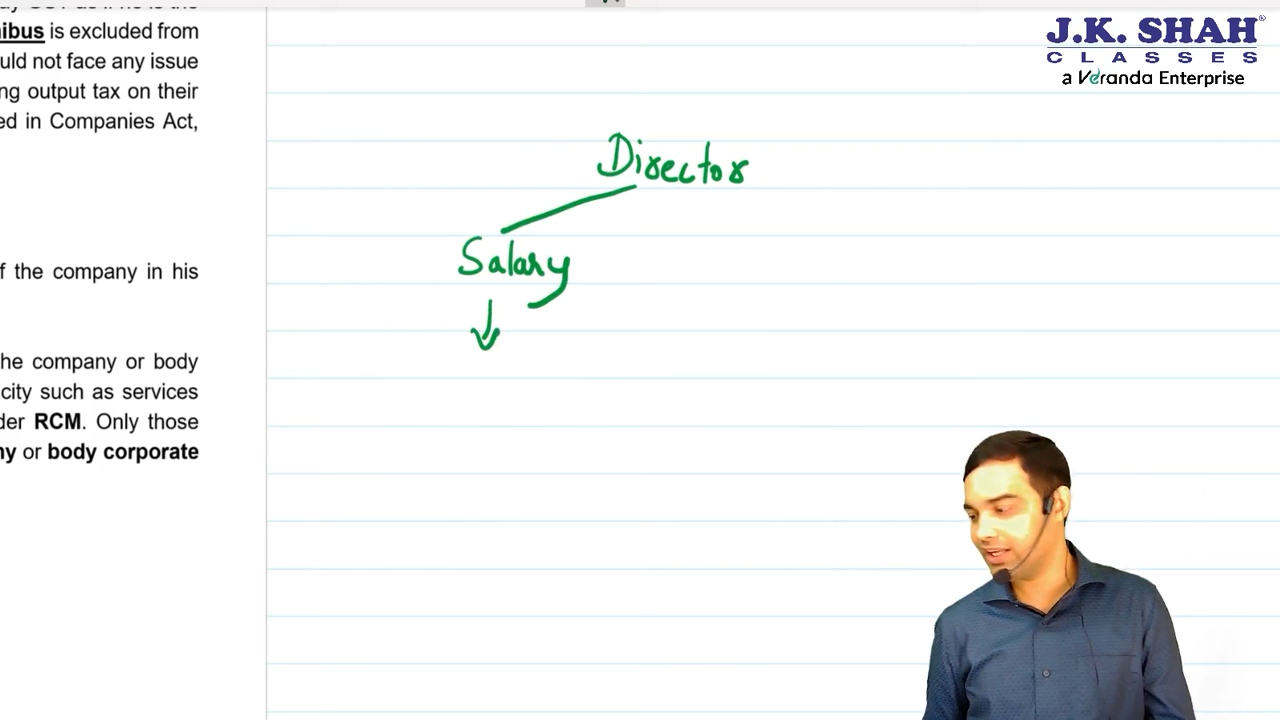 nibus is excluded from
uld not face any issue
ng output tax on their
ed in Companies Act,
f the company in his
he company or body
city such as services
der RCM. Only those
ny or body corporate
Director
Salary
J.K. SHAH®
CLASSES
a Veranda Enterprise